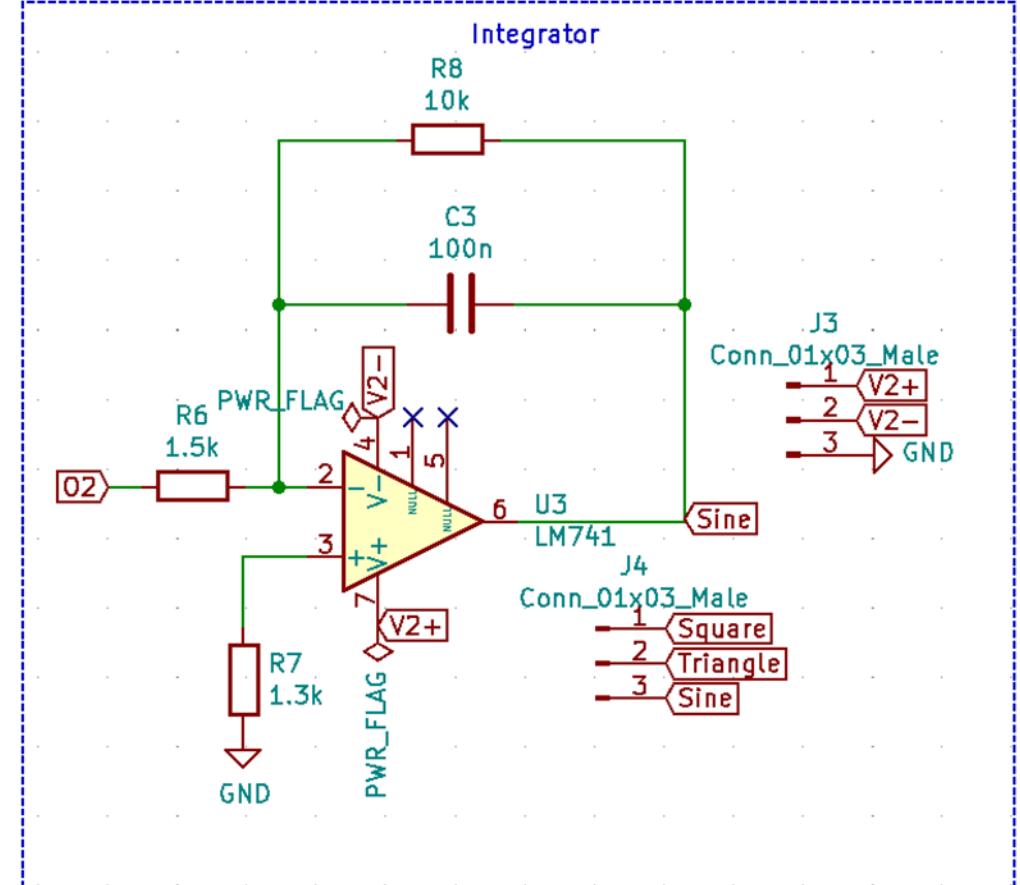 Integrator
R8
10k
C3
100n
J3
Conn_01x03_Male
1
V2+
2
V2-
3
GND
V2-
PWR_FLAG
4
1
5
R6
1.5k
O2
2
-
V-
NULL
NULL
6
U3
LM741
Sine
3
+
V+
7
V2+
PWR_FLAG
R7
1.3k
GND
J4
Conn_01x03_Male
1
Square
2
Triangle
3
Sine